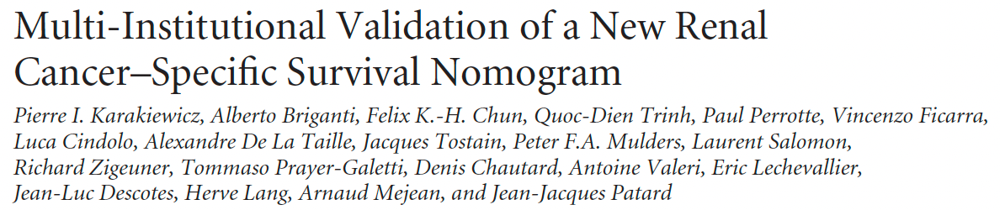 Multi-Institutional Validation of a New Renal
Cancer–Specific Survival Nomogram
Pierre I. Karakiewicz, Alberto Briganti, Felix K.-H. Chun, Quoc-Dien Trinh, Paul Perrotte, Vincenzo Ficarra,
Luca Cindolo, Alexandre De La Taille, Jacques Tostain, Peter F.A. Mulders, Laurent Salomon,
Richard Zigeuner, Tommaso Prayer-Galetti, Denis Chautard, Antoine Valeri, Eric Lechevallier,
Jean-Luc Descotes, Herve Lang, Arnaud Mejean, and Jean-Jacques Patard